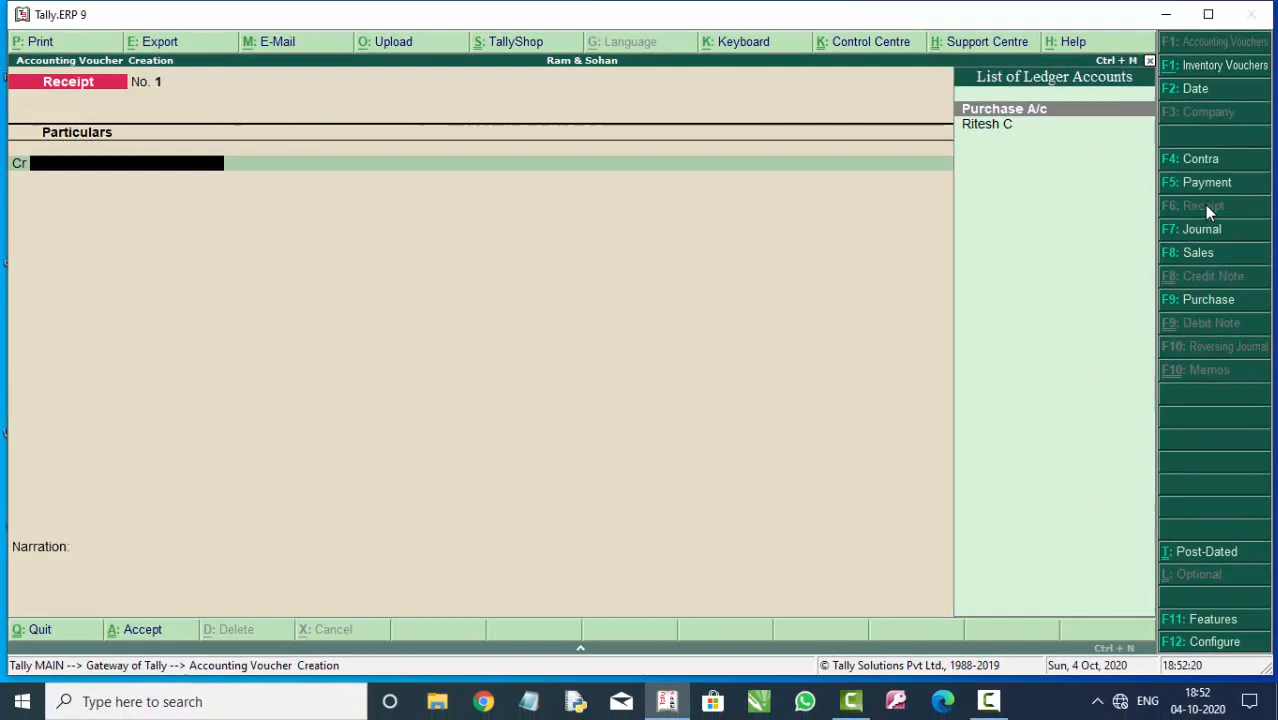 Tally.ERP 9
P: Print
E: Export
M: E-Mail
O: Upload
S: TallyShop
G: Language
K: Keyboard
K: Control Centre
H: Support Centre
H: Help
Accounting Voucher Creation
Ram & Sohan
Ctrl + M
Receipt
No. 1
Particulars
Cr
Narration:
List of Ledger Accounts
Purchase A/c
Ritesh C
F1: Accounting Vouchers
F1: Inventory Vouchers
F2: Date
F3: Company
F4: Contra
F5: Payment
F6: Receipt
F7: Journal
F8: Sales
F8: Credit Note
F9: Purchase
F9: Debit Note
F10: Reversing Journal
F10: Memos
T: Post-Dated
L: Optional
F11: Features
F12: Configure
Q: Quit
A: Accept
D: Delete
X: Cancel
Ctrl + N
Tally MAIN --> Gateway of Tally --> Accounting Voucher Creation
© Tally Solutions Pvt Ltd., 1988-2019
Sun, 4 Oct, 2020
18:52:20
Type here to search
ENG
18:52
04-10-2020